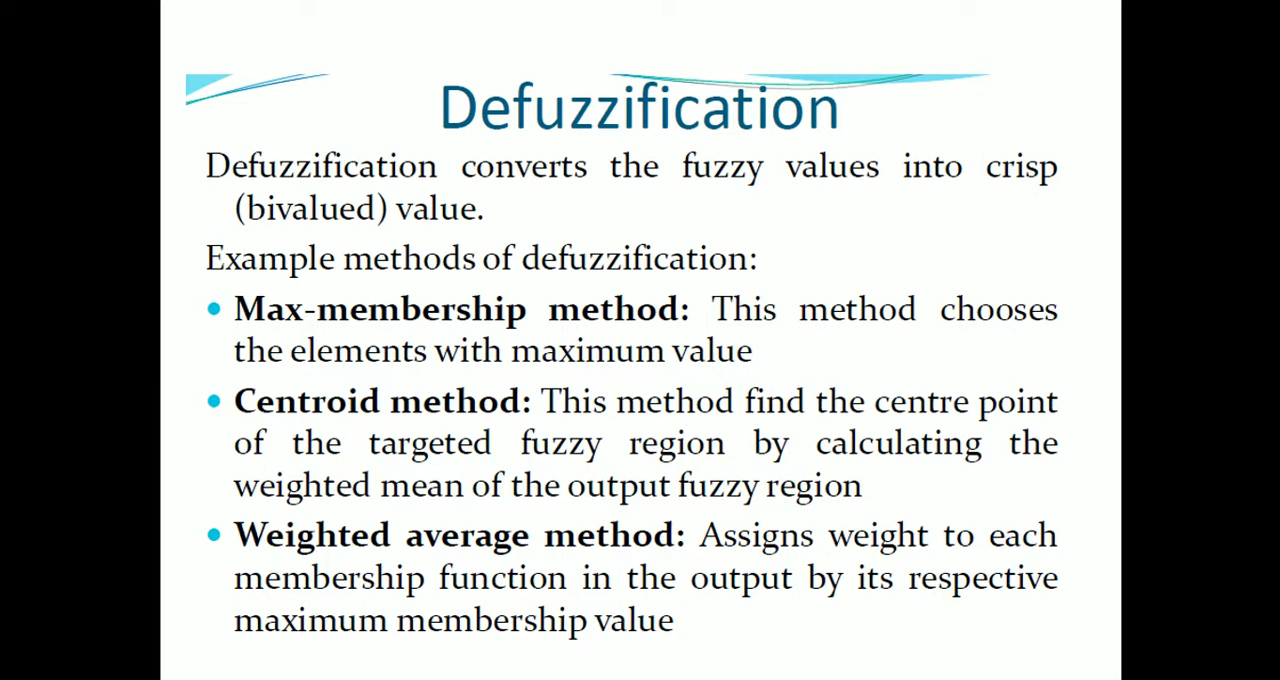 Defuzzification
Defuzzification converts the fuzzy values into crisp
(bivalued) value.
Example methods of defuzzification:
• Max-membership method: This method chooses
the elements with maximum value
• Centroid method: This method find the centre point
of the targeted fuzzy region by calculating the
weighted mean of the output fuzzy region
• Weighted average method: Assigns weight to each
membership function in the output by its respective
maximum membership value